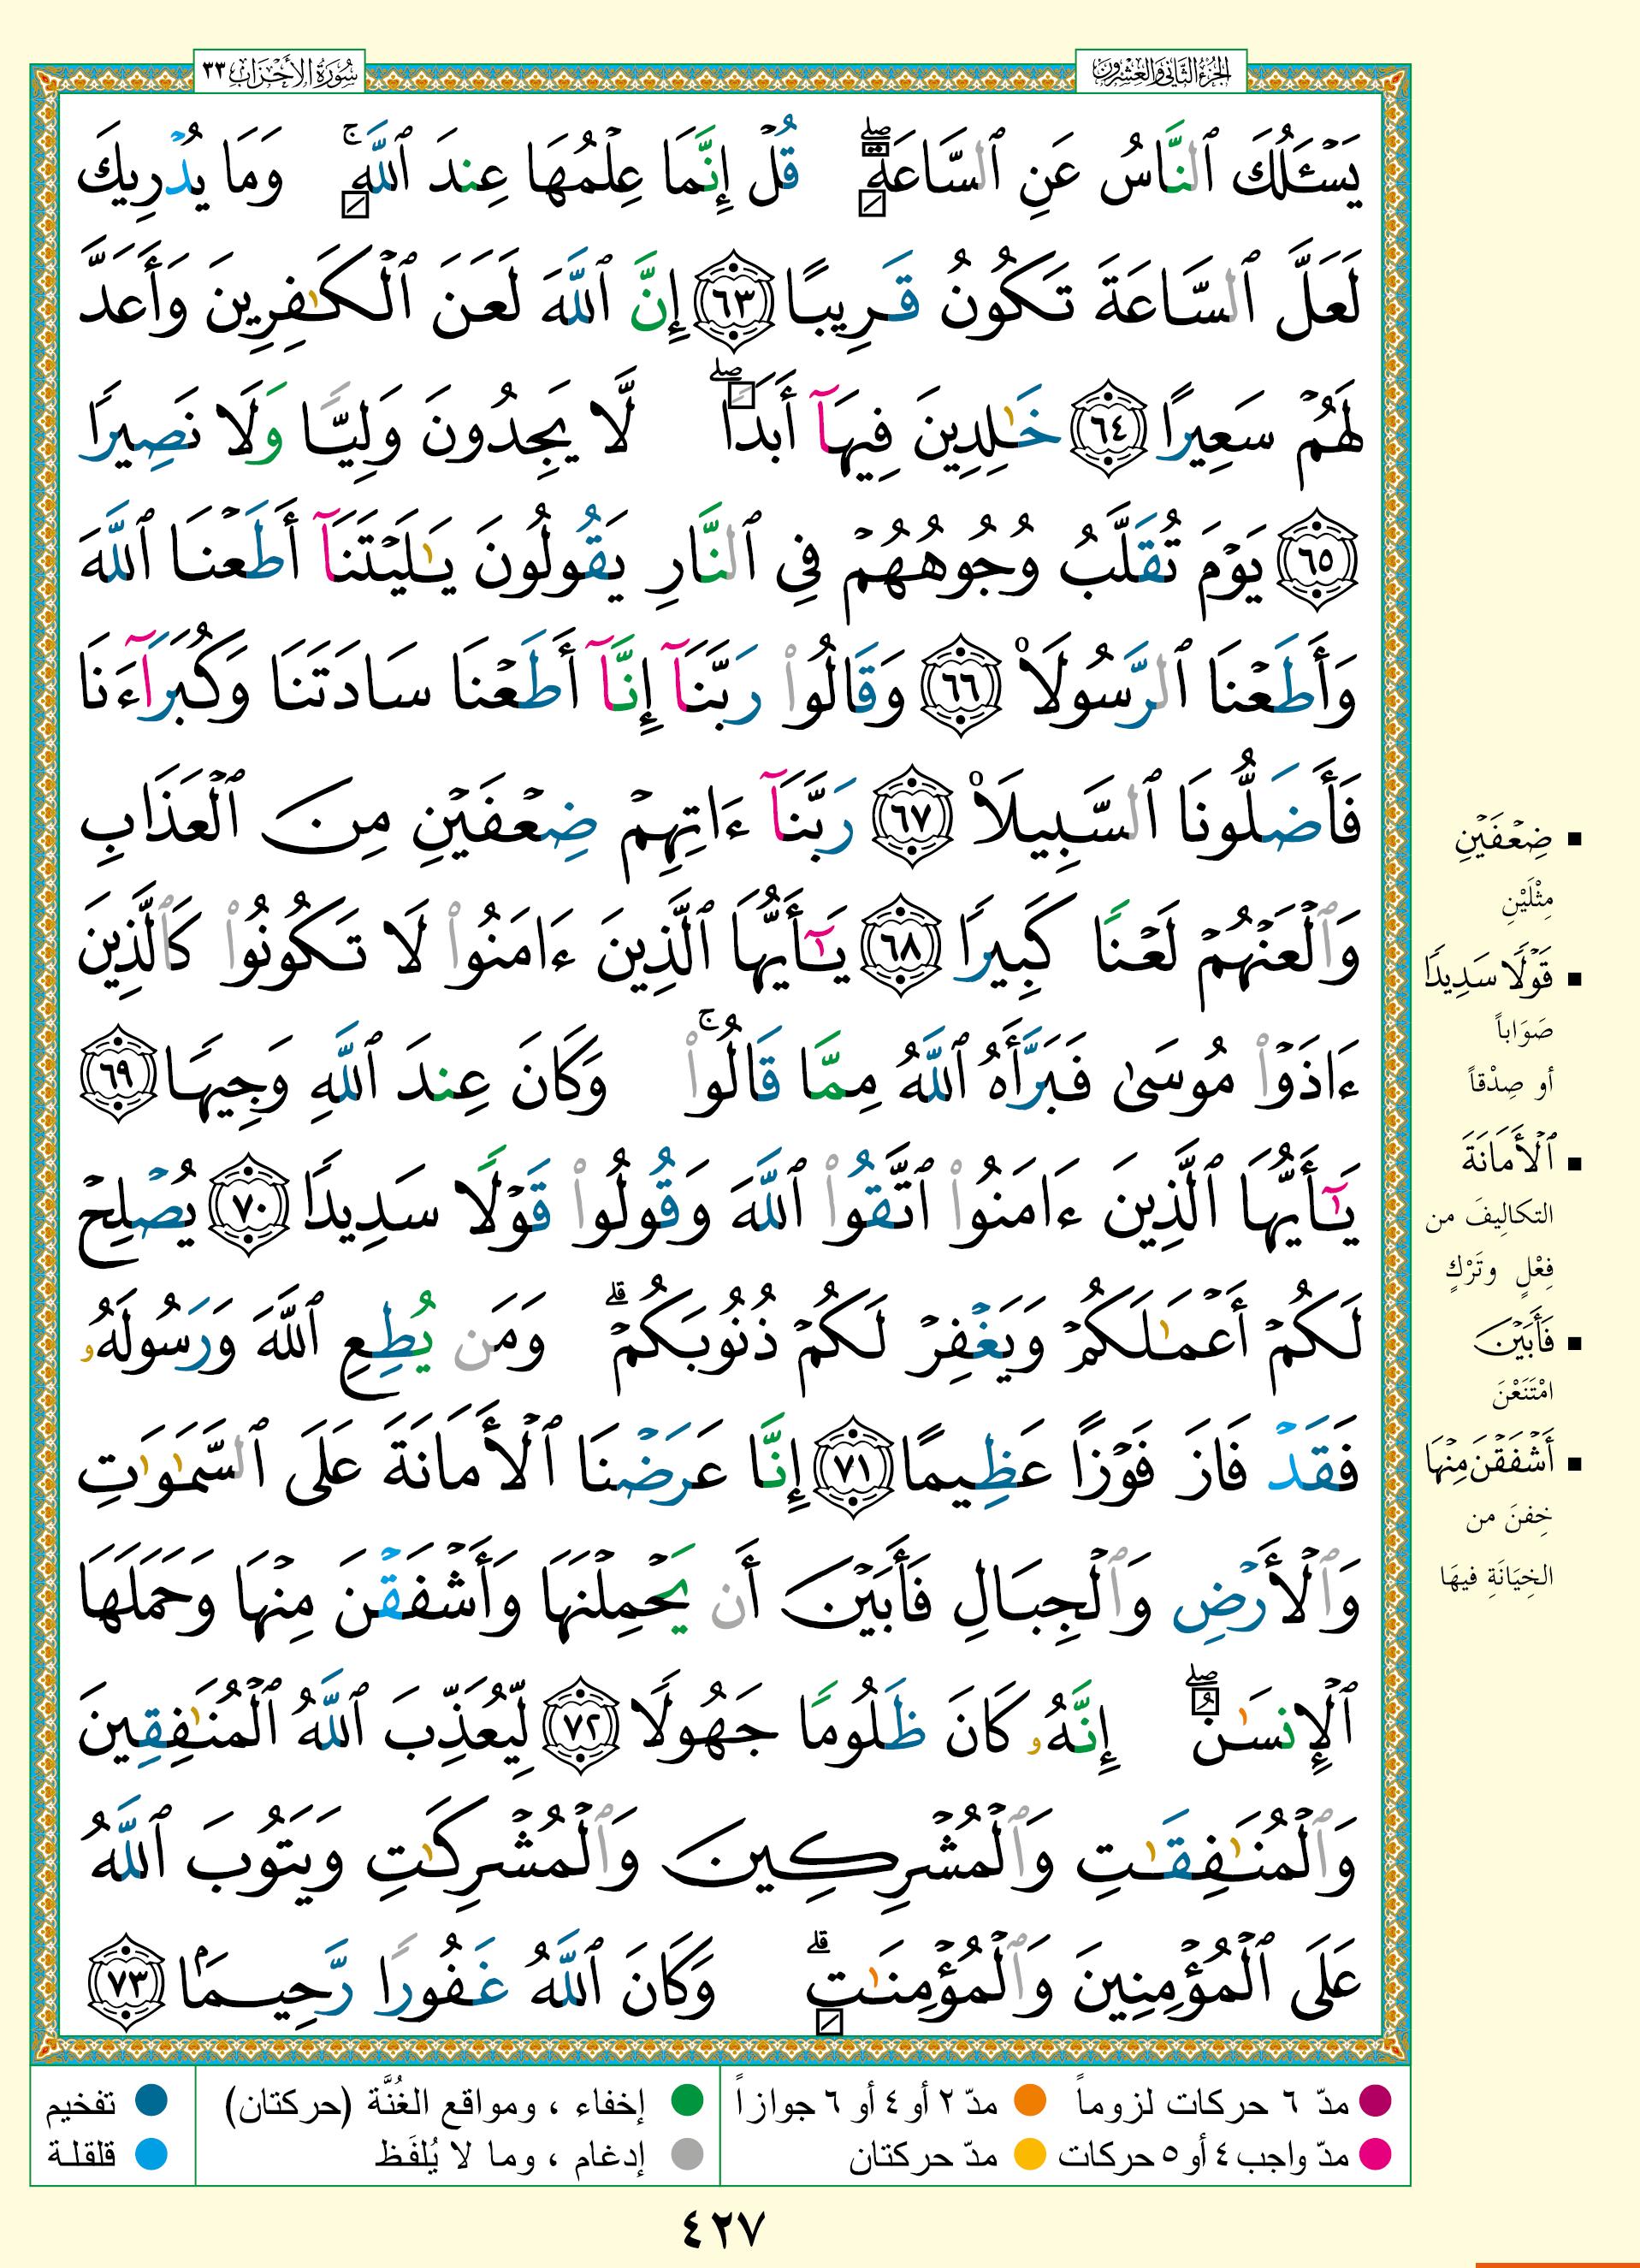 الجزء الثاني والعشرون
سورة الأحزاب ٣٣
يَسْـَٔلُكَ ٱلنَّاسُ عَنِ ٱلسَّاعَةِ ۖ قُلْ إِنَّمَا عِلْمُهَا عِندَ ٱللَّهِ ۚ وَمَا يُدْرِيكَ
لَعَلَّ ٱلسَّاعَةَ تَكُونُ قَرِيبًا ٦٣ إِنَّ ٱللَّهَ لَعَنَ ٱلْكَٰفِرِينَ وَأَعَدَّ
لَهُمْ سَعِيرًا ٦٤ خَٰلِدِينَ فِيهَآ أَبَدًا ۖ لَّا يَجِدُونَ وَلِيًّا وَلَا نَصِيرًا
٦٥ يَوْمَ تُقَلَّبُ وُجُوهُهُمْ فِى ٱلنَّارِ يَقُولُونَ يَٰلَيْتَنَآ أَطَعْنَا ٱللَّهَ
وَأَطَعْنَا ٱلرَّسُولَا۠ ٦٦ وَقَالُوا۟ رَبَّنَآ إِنَّآ أَطَعْنَا سَادَتَنَا وَكُبَرَآءَنَا
فَأَضَلُّونَا ٱلسَّبِيلَا۠ ٦٧ رَبَّنَآ ءَاتِهِمْ ضِعْفَيْنِ مِنَ ٱلْعَذَابِ
وَٱلْعَنْهُمْ لَعْنًا كَبِيرًا ٦٨ يَٰٓأَيُّهَا ٱلَّذِينَ ءَامَنُوا۟ لَا تَكُونُوا۟ كَٱلَّذِينَ
ءَاذَوْا۟ مُوسَىٰ فَبَرَّأَهُ ٱللَّهُ مِمَّا قَالُوا۟ ۚ وَكَانَ عِندَ ٱللَّهِ وَجِيهًا ٦٩
يَٰٓأَيُّهَا ٱلَّذِينَ ءَامَنُوا۟ ٱتَّقُوا۟ ٱللَّهَ وَقُولُوا۟ قَوْلًا سَدِيدًا ٧٠ يُصْلِحْ
لَكُمْ أَعْمَٰلَكُمْ وَيَغْفِرْ لَكُمْ ذُنُوبَكُمْ ۗ وَمَن يُطِعِ ٱللَّهَ وَرَسُولَهُۥ
فَقَدْ فَازَ فَوْزًا عَظِيمًا ٧١ إِنَّا عَرَضْنَا ٱلْأَمَانَةَ عَلَى ٱلسَّمَٰوَٰتِ
وَٱلْأَرْضِ وَٱلْجِبَالِ فَأَبَيْنَ أَن يَحْمِلْنَهَا وَأَشْفَقْنَ مِنْهَا وَحَمَلَهَا
ٱلْإِنسَٰنُ ۖ إِنَّهُۥ كَانَ ظَلُومًا جَهُولًا ٧٢ لِّيُعَذِّبَ ٱللَّهُ ٱلْمُنَٰفِقِينَ
وَٱلْمُنَٰفِقَٰتِ وَٱلْمُشْرِكِينَ وَٱلْمُشْرِكَٰتِ وَيَتُوبَ ٱللَّهُ
عَلَى ٱلْمُؤْمِنِينَ وَٱلْمُؤْمِنَٰتِ ۗ وَكَانَ ٱللَّهُ غَفُورًا رَّحِيمًۢا ٧٣
▪ ضِعْفَيْنِ
مِثْلَيْنِ
▪ قَوْلًا سَدِيدًا
صَوَاباً
أو صِدْقاً
▪ ٱلْأَمَانَةَ
التكاليفَ من
فِعْلٍ وتَرْكٍ
▪ فَأَبَيْنَ
امْتَنَعْنَ
▪ أَشْفَقْنَ مِنْهَا
خِفنَ من
الخِيَانَةِ فيهَا
مدّ ٦ حركات لزوماً
مدّ ٢ أو ٤ أو ٦ جوازاً
إخفاء ، ومواقع الغُنَّة (حركتان)
تفخيم
مدّ واجب ٤ أو ٥ حركات
مدّ حركتان
إدغام ، وما لا يُلفَظ
قلقلة
٤٢٧